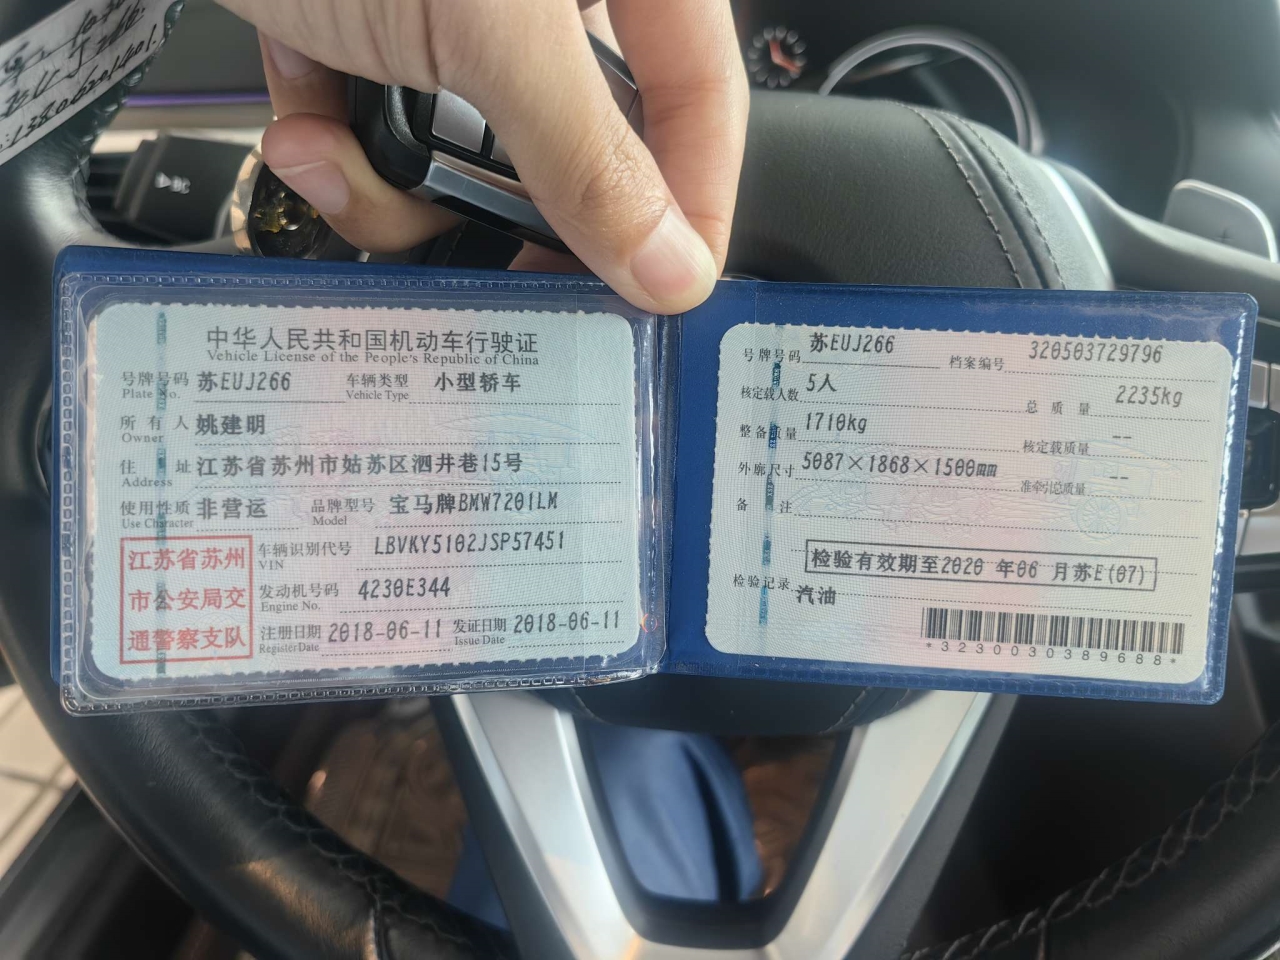 中华人民共和国机动车行驶证
Vehicle License of the People's Republic of China
号牌号码 苏EUJ266 车辆类型 小型轿车
Plate No. Vehicle Type
所有人 姚建明
Owner
住址 江苏省苏州市姑苏区泗井巷15号
Address
使用性质 非营运 品牌型号 宝马牌BMW7201LM
Use Character Model
江苏省苏州
市公安局交
通警察支队
车辆识别代号 LBVKY5102JSP57451
VIN
发动机号码 4230E344
Engine No.
注册日期 2018-06-11 发证日期 2018-06-11
Register Date Issue Date
号牌号码 苏EUJ266 档案编号 320503729796
核定载人数 5人 总质量 2235kg
整备质量 1710kg 核定载质量 --
外廓尺寸 5087×1868×1500mm 准牵引总质量 --
备注
检验有效期至2020 年06 月苏E(07)
检验记录 汽油
*3230030389688*